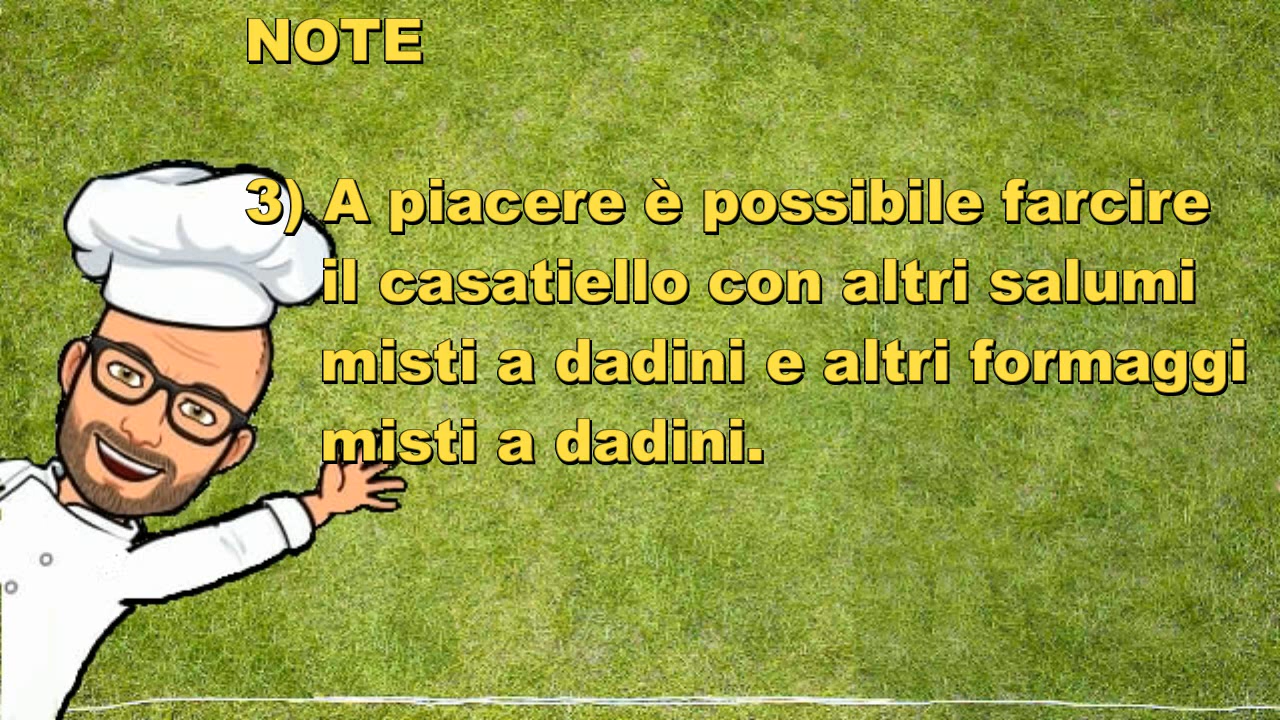 NOTE
3) A piacere è possibile farcire
il casatiello con altri salumi
misti a dadini e altri formaggi
misti a dadini.